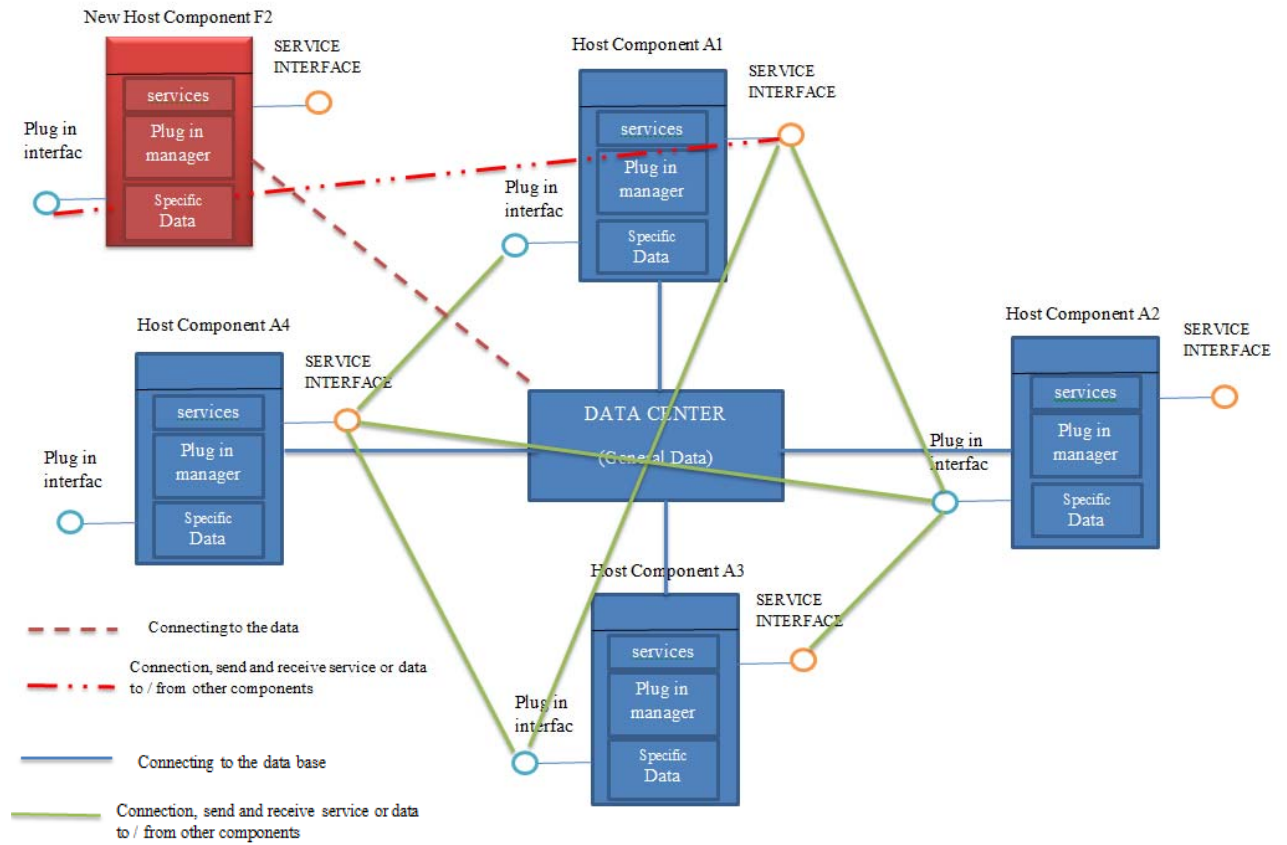 New Host Component F2
SERVICE
INTERFACE
services
Plug in
manager
Specific
Data
Plug in
interfac
Host Component A1
SERVICE
INTERFACE
services
Plug in
manager
Specific
Data
Plug in
interfac
Host Component A4
SERVICE
INTERFACE
services
Plug in
manager
Specific
Data
Plug in
interfac
DATA CENTER
(General Data)
Host Component A2
SERVICE
INTERFACE
services
Plug in
manager
Specific
Data
Plug in
interfac
Host Component A3
SERVICE
INTERFACE
services
Plug in
manager
Specific
Data
Plug in
interfac
Connecting to the data
Connection, send and receive service or data
to / from other components
Connecting to the data base
Connection, send and receive service or data
to / from other components